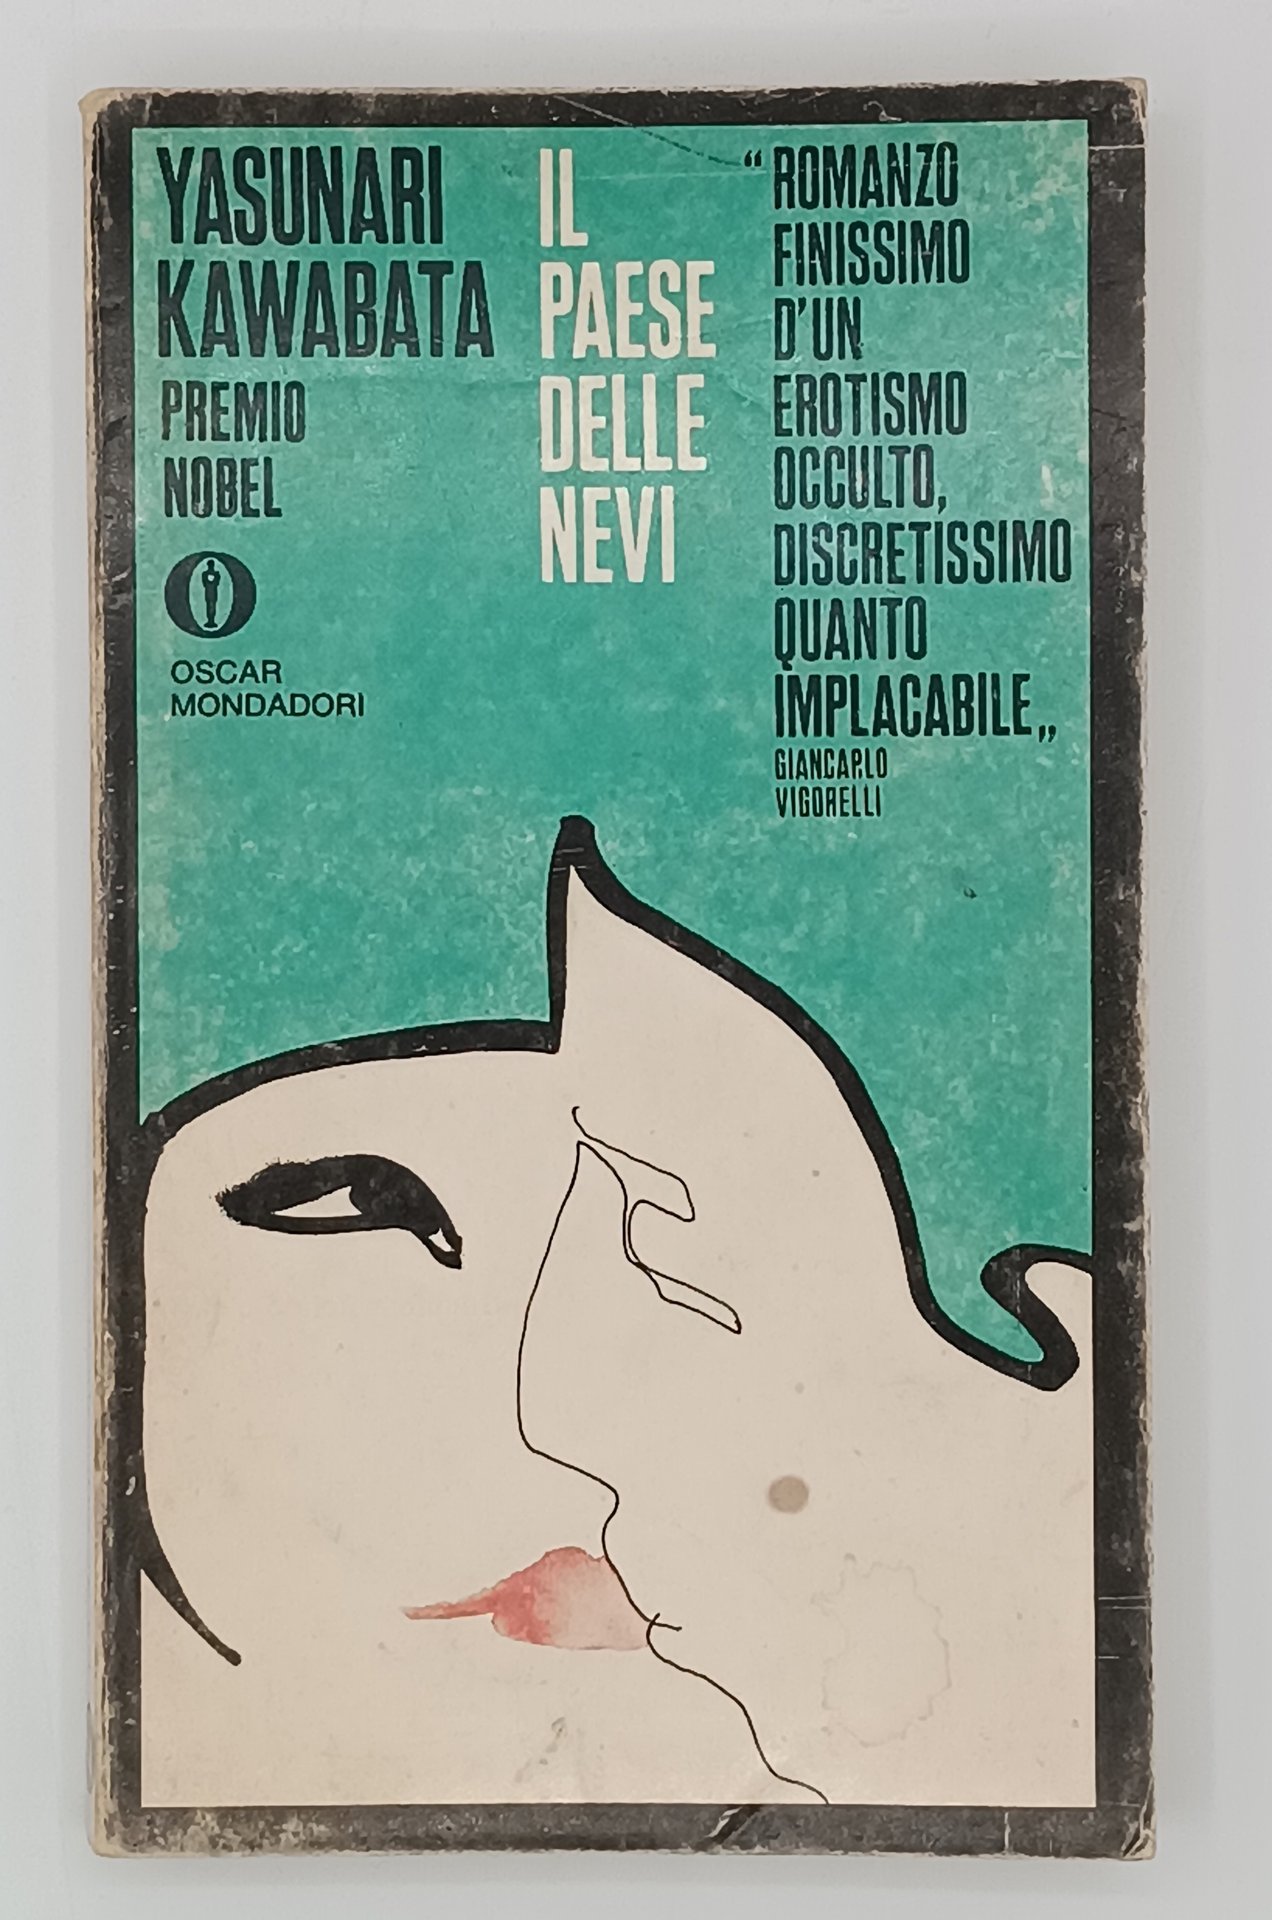 YASUNARI
KAWABATA
PREMIO
NOBEL
OSCAR
MONDADORI
IL
PAESE
DELLE
NEVI
“ROMANZO
FINISSIMO
D'UN
EROTISMO
OCCULTO,
DISCRETISSIMO
QUANTO
IMPLACABILE„
GIANCARLO
VIGORELLI